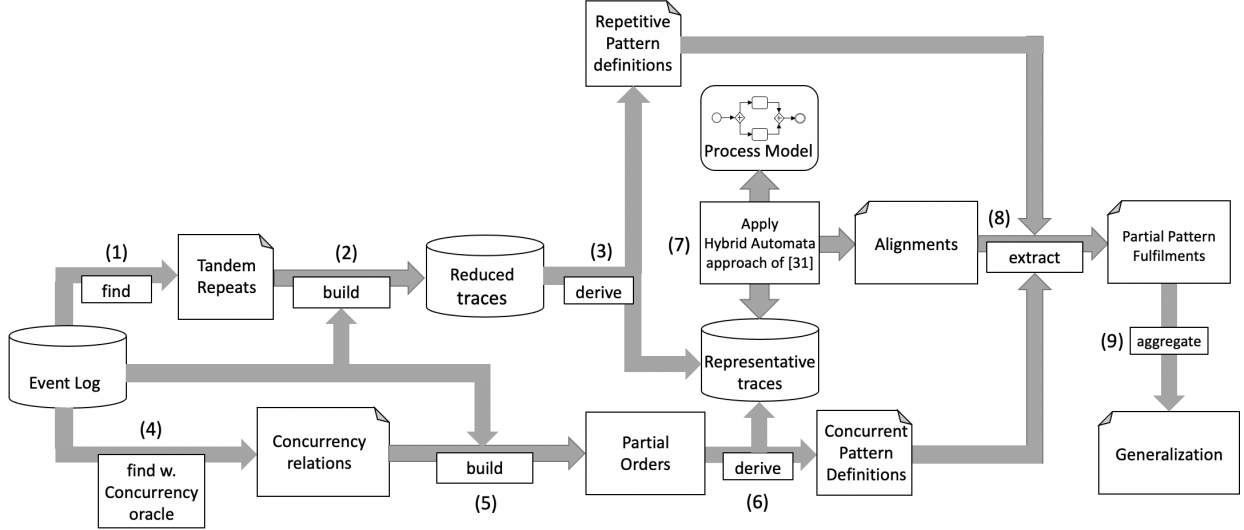 Repetitive
Pattern
definitions
Process Model
(1)
find
Tandem
Repeats
(2)
build
Reduced
traces
(3)
derive
(7)
Apply
Hybrid Automata
approach of [31]
Alignments
(8)
extract
Partial Pattern
Fulfilments
(9)
aggregate
Event Log
Representative
traces
(4)
find w.
Concurrency
oracle
Concurrency
relations
build
(5)
Partial
Orders
derive
(6)
Concurrent
Pattern
Definitions
Generalization